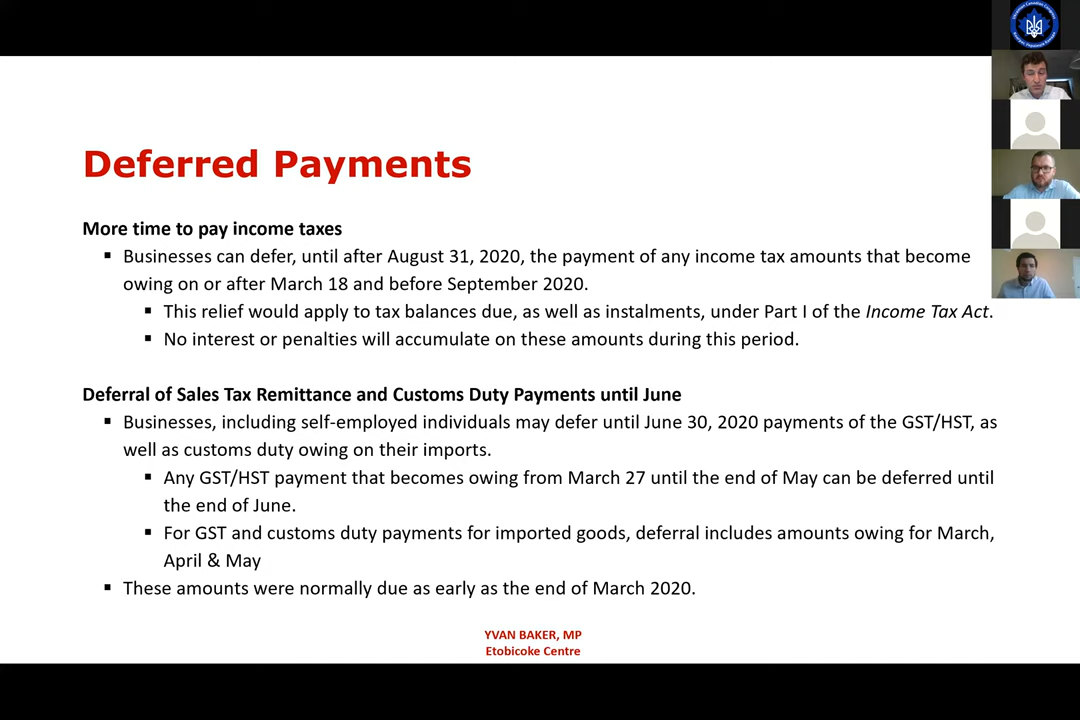 Deferred Payments
More time to pay income taxes
▪ Businesses can defer, until after August 31, 2020, the payment of any income tax amounts that become
owing on or after March 18 and before September 2020.
▪ This relief would apply to tax balances due, as well as instalments, under Part I of the Income Tax Act.
▪ No interest or penalties will accumulate on these amounts during this period.
Deferral of Sales Tax Remittance and Customs Duty Payments until June
▪ Businesses, including self-employed individuals may defer until June 30, 2020 payments of the GST/HST, as
well as customs duty owing on their imports.
▪ Any GST/HST payment that becomes owing from March 27 until the end of May can be deferred until
the end of June.
▪ For GST and customs duty payments for imported goods, deferral includes amounts owing for March,
April & May
▪ These amounts were normally due as early as the end of March 2020.
YVAN BAKER, MP
Etobicoke Centre